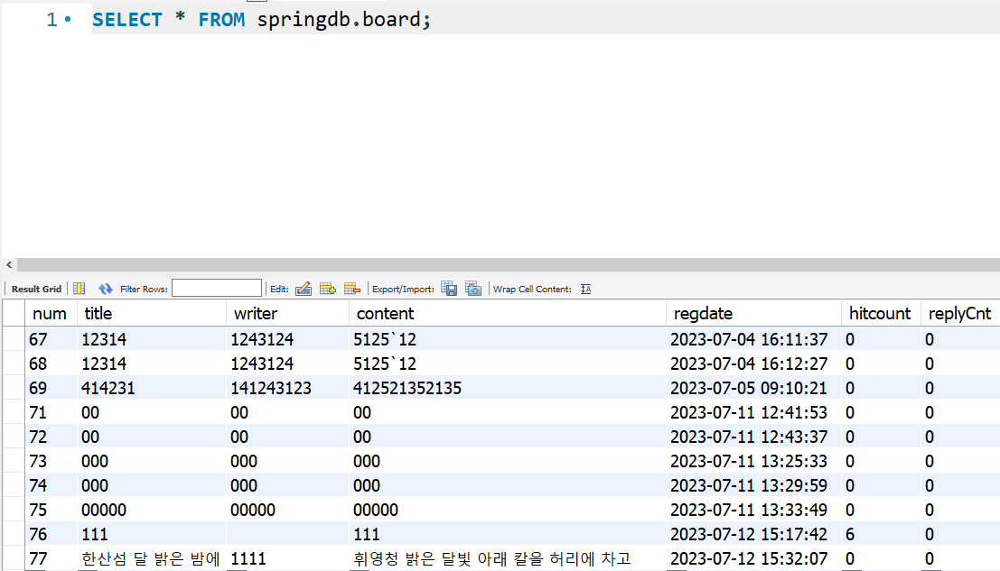 1 SELECT * FROM springdb.board;
Result Grid Filter Rows: Edit: Export/Import: Wrap Cell Content:
num title writer content regdate hitcount replyCnt
67 12314 1243124 5125`12 2023-07-04 16:11:37 0 0
68 12314 1243124 5125`12 2023-07-04 16:12:27 0 0
69 414231 141243123 412521352135 2023-07-05 09:10:21 0 0
71 00 00 00 2023-07-11 12:41:53 0 0
72 00 00 00 2023-07-11 12:43:37 0 0
73 000 000 000 2023-07-11 13:25:33 0 0
74 000 000 000 2023-07-11 13:29:59 0 0
75 00000 00000 00000 2023-07-11 13:33:49 0 0
76 111 111 2023-07-12 15:17:42 6 0
77 한산섬 달 밝은 밤에 1111 휘영청 밝은 달빛 아래 칼을 허리에 차고 2023-07-12 15:32:07 0 0